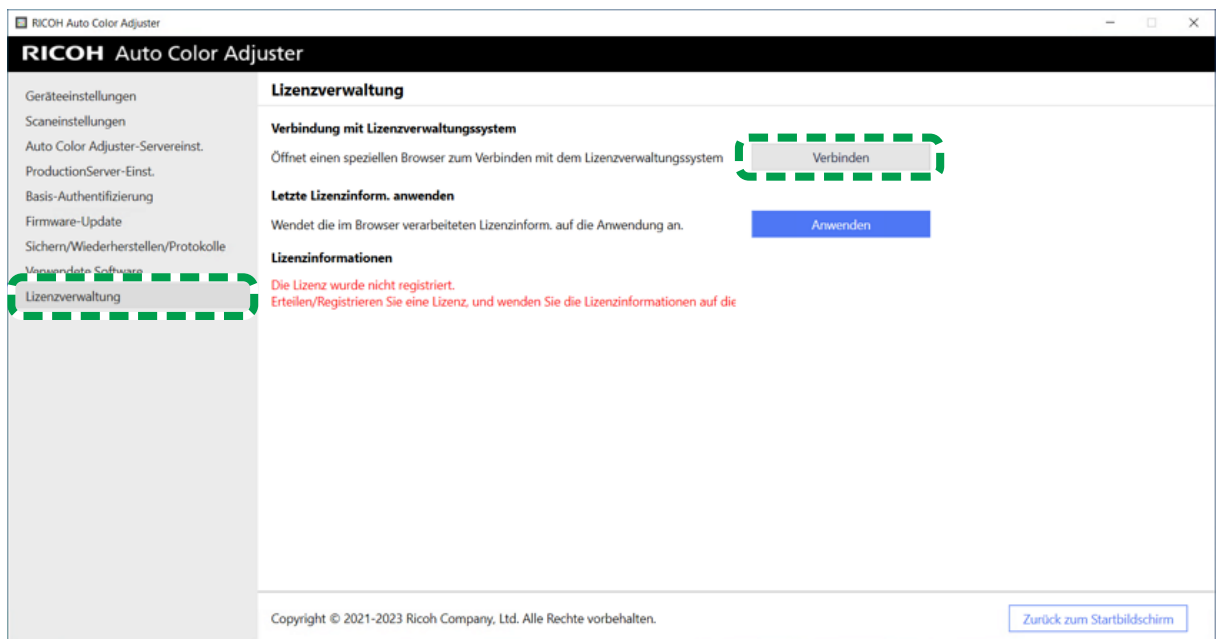 RICOH Auto Color Adjuster
RICOH Auto Color Adjuster
Geräteeinstellungen
Scaneinstellungen
Auto Color Adjuster-Servereinst.
ProductionServer-Einst.
Basis-Authentifizierung
Firmware-Update
Sichern/Wiederherstellen/Protokolle
Verwendete Software
Lizenzverwaltung
Lizenzverwaltung
Verbindung mit Lizenzverwaltungssystem
Öffnet einen speziellen Browser zum Verbinden mit dem Lizenzverwaltungssystem
Verbinden
Letzte Lizenzinform. anwenden
Wendet die im Browser verarbeiteten Lizenzinform. auf die Anwendung an.
Anwenden
Lizenzinformationen
Die Lizenz wurde nicht registriert.
Erteilen/Registrieren Sie eine Lizenz, und wenden Sie die Lizenzinformationen auf die
Copyright © 2021-2023 Ricoh Company, Ltd. Alle Rechte vorbehalten.
Zurück zum Startbildschirm